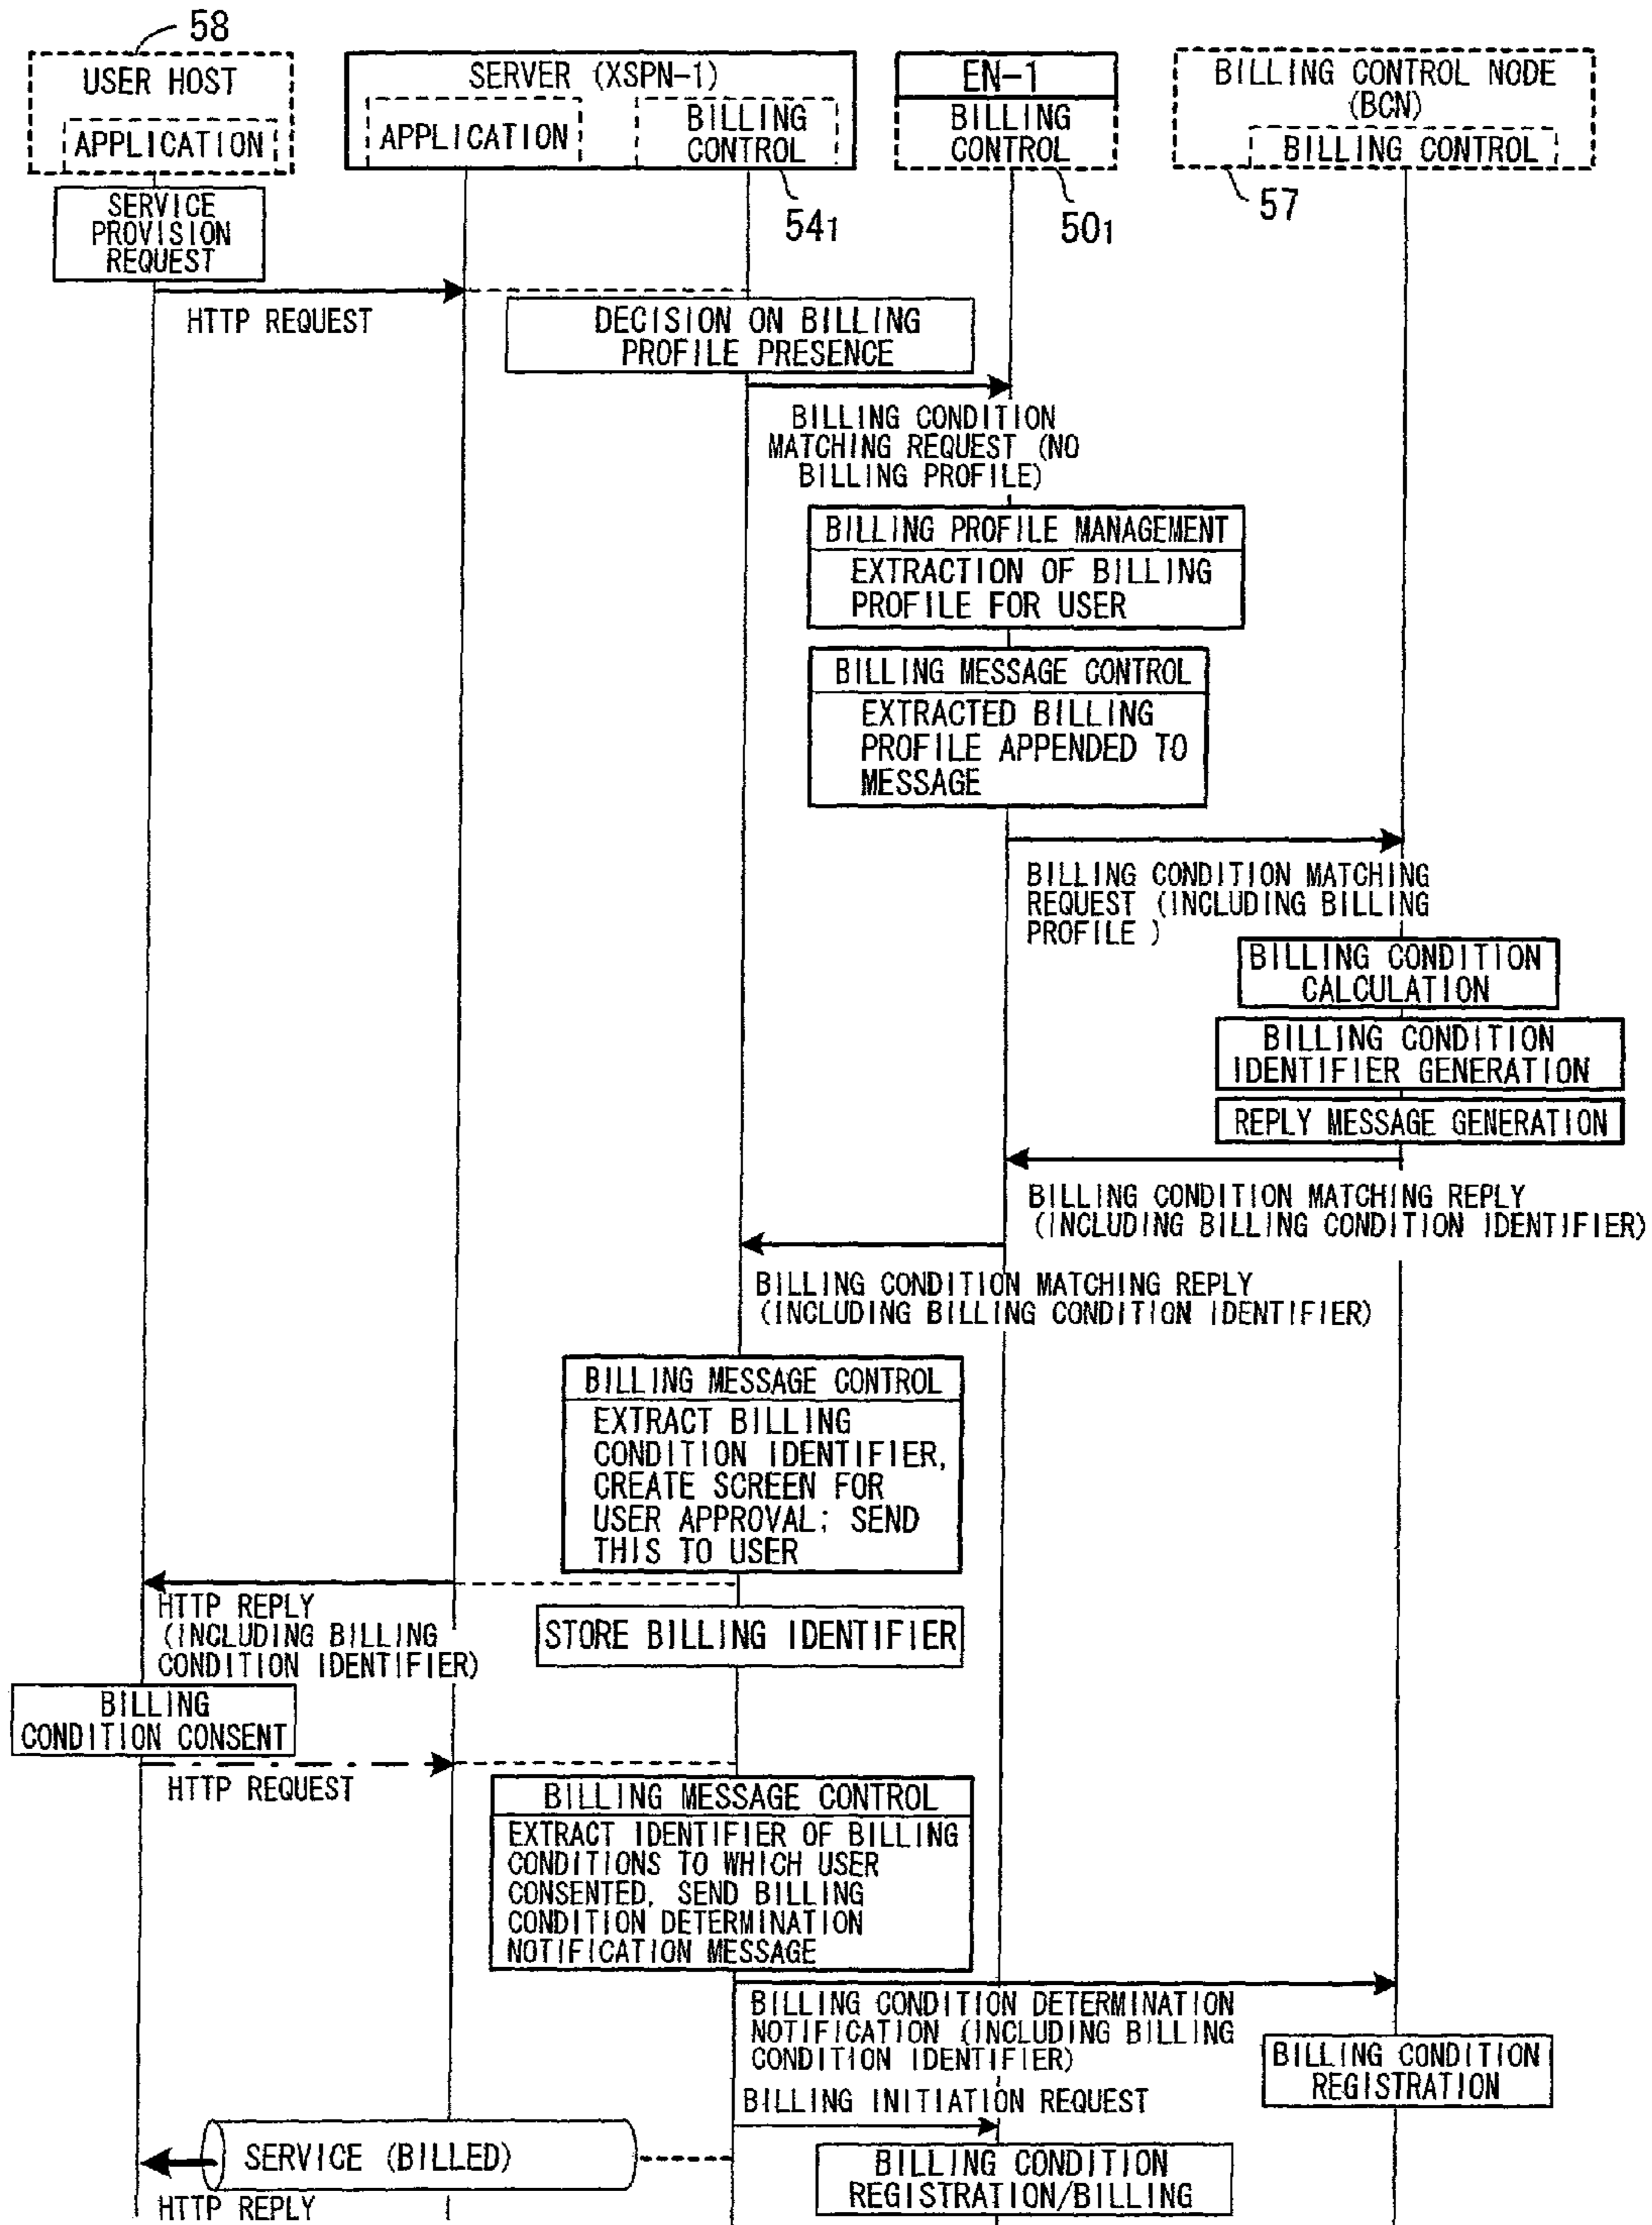 58
USER HOST
APPLICATION
SERVER (XSPN-1)
APPLICATION
BILLING
CONTROL
EN-1
BILLING
CONTROL
BILLING CONTROL NODE
(BCN)
BILLING CONTROL
54₁
50₁
57
SERVICE
PROVISION
REQUEST
HTTP REQUEST
DECISION ON BILLING
PROFILE PRESENCE
BILLING CONDITION
MATCHING REQUEST (NO
BILLING PROFILE)
BILLING PROFILE MANAGEMENT
EXTRACTION OF BILLING
PROFILE FOR USER
BILLING MESSAGE CONTROL
EXTRACTED BILLING
PROFILE APPENDED TO
MESSAGE
BILLING CONDITION MATCHING
REQUEST (INCLUDING BILLING
PROFILE )
BILLING CONDITION
CALCULATION
BILLING CONDITION
IDENTIFIER GENERATION
REPLY MESSAGE GENERATION
BILLING CONDITION MATCHING REPLY
(INCLUDING BILLING CONDITION IDENTIFIER)
BILLING CONDITION MATCHING REPLY
(INCLUDING BILLING CONDITION IDENTIFIER)
BILLING MESSAGE CONTROL
EXTRACT BILLING
CONDITION IDENTIFIER,
CREATE SCREEN FOR
USER APPROVAL; SEND
THIS TO USER
HTTP REPLY
(INCLUDING BILLING
CONDITION IDENTIFIER)
STORE BILLING IDENTIFIER
BILLING
CONDITION CONSENT
HTTP REQUEST
BILLING MESSAGE CONTROL
EXTRACT IDENTIFIER OF BILLING
CONDITIONS TO WHICH USER
CONSENTED, SEND BILLING
CONDITION DETERMINATION
NOTIFICATION MESSAGE
BILLING CONDITION DETERMINATION
NOTIFICATION (INCLUDING BILLING
CONDITION IDENTIFIER)
BILLING CONDITION
REGISTRATION
BILLING INITIATION REQUEST
SERVICE (BILLED)
BILLING CONDITION
REGISTRATION/BILLING
HTTP REPLY